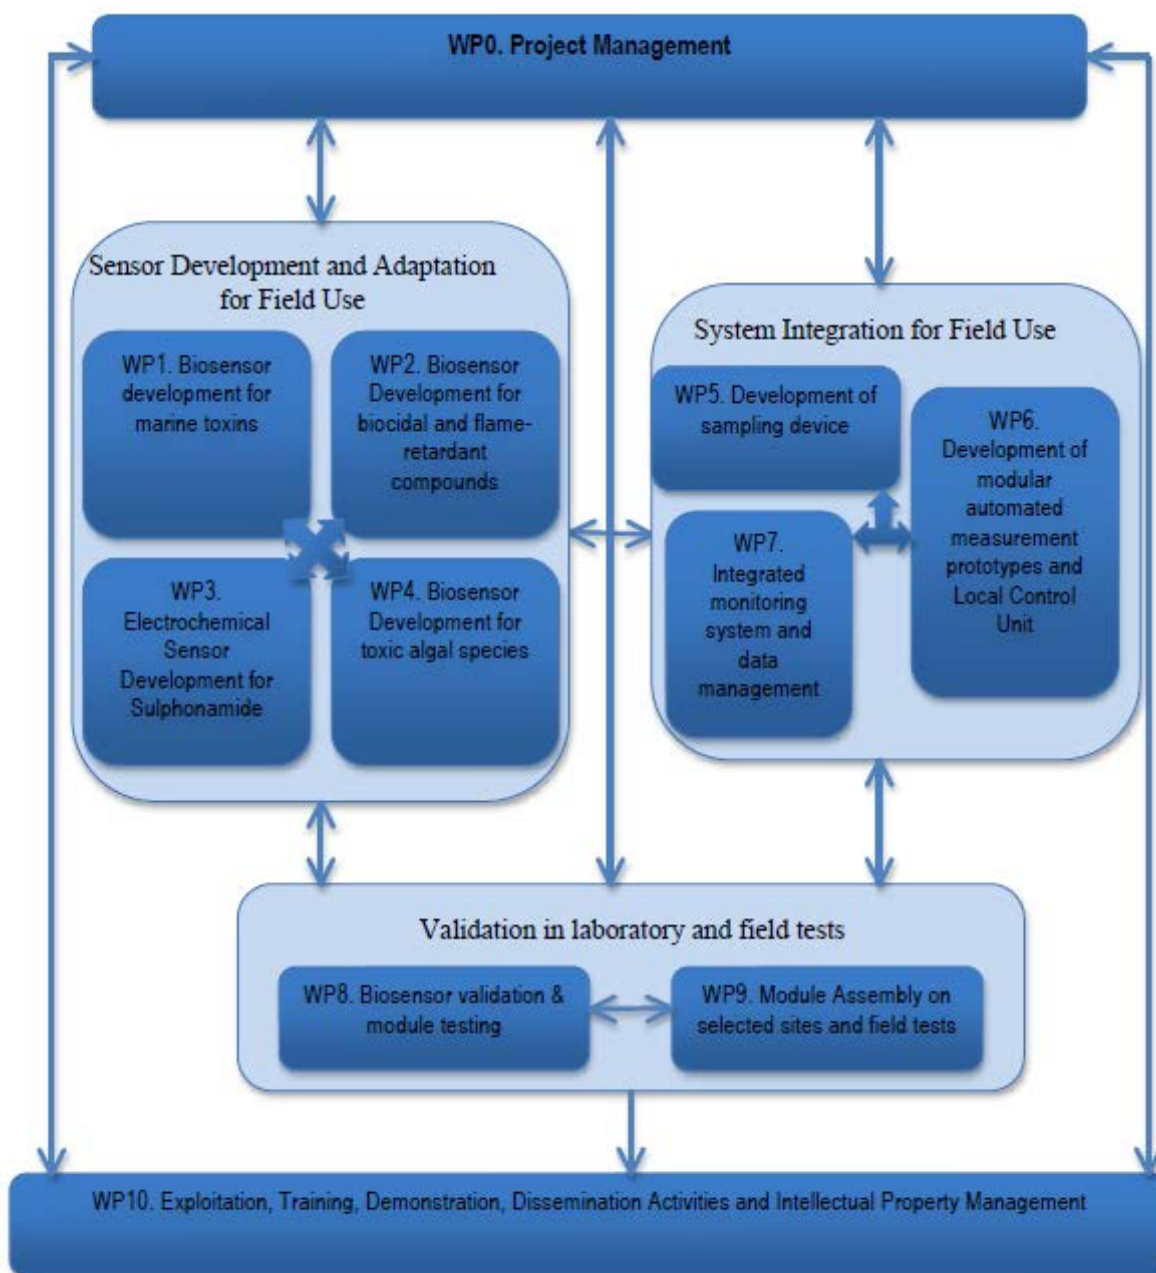 WP0. Project Management
Sensor Development and Adaptation
for Field Use
WP1. Biosensor
development for
marine toxins
WP2. Biosensor
Development for
biocidal and flame-
retardant
compounds
WP3.
Electrochemical
Sensor
Development for
Sulphonamide
WP4. Biosensor
Development for
toxic algal species
System Integration for Field Use
WP5. Development of
sampling device
WP6.
Development of
modular
automated
measurement
prototypes and
Local Control
Unit
WP7.
Integrated
monitoring
system and
data
management
Validation in laboratory and field tests
WP8. Biosensor validation &
module testing
WP9. Module Assembly on
selected sites and field tests
WP10. Exploitation, Training, Demonstration, Dissemination Activities and Intellectual Property Management